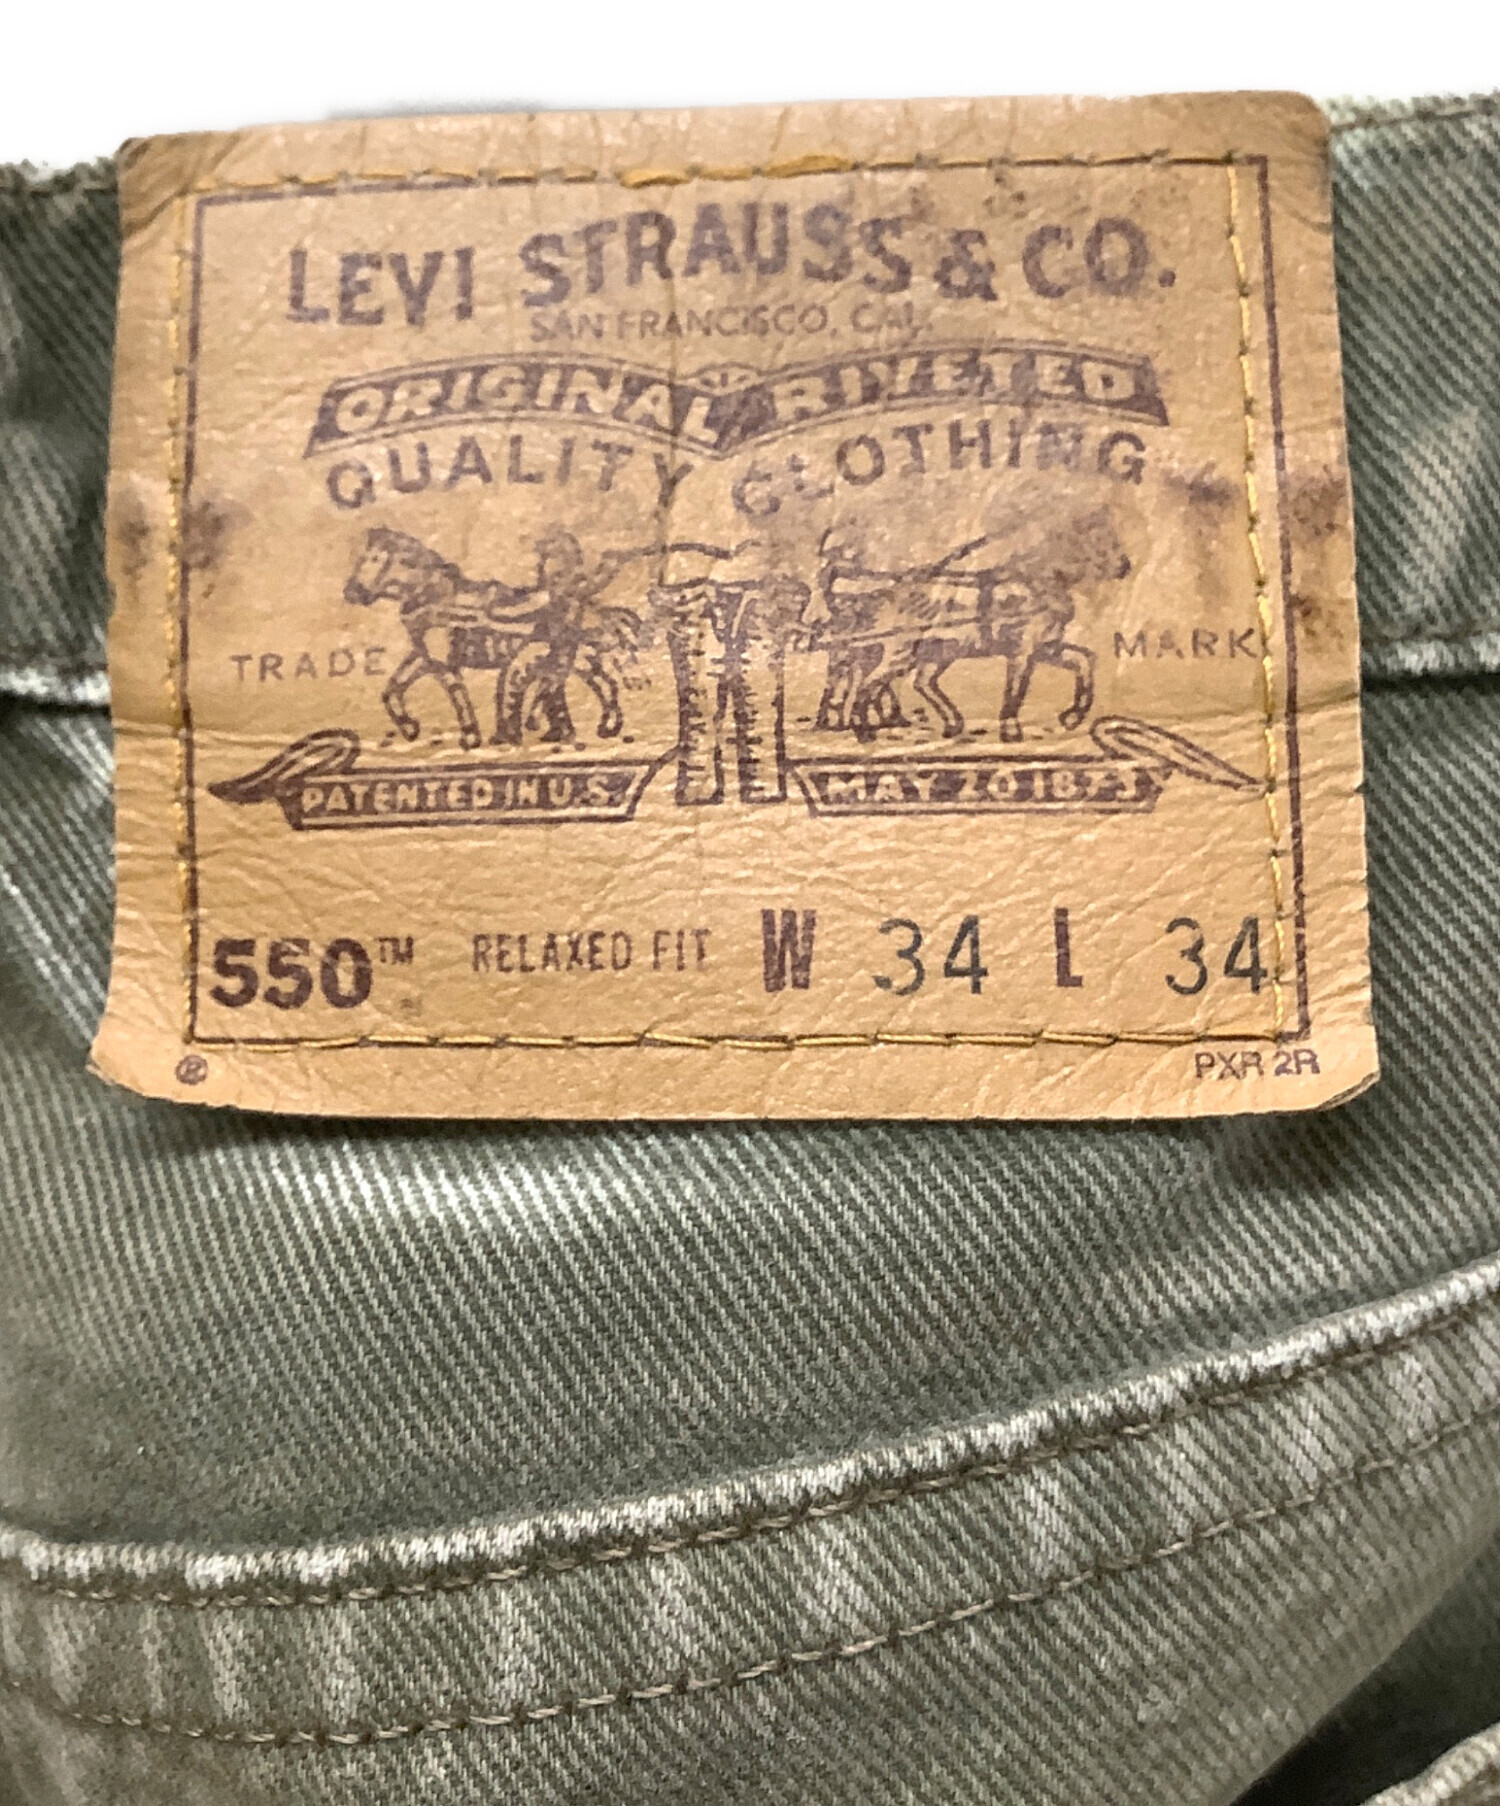 LEVI STRAUSS & CO.
SAN FRANCISCO, CAL.
ORIGINAL RIVETED
QUALITY CLOTHING
TRADE MARK
PATENTED IN U.S. MAY 20 1873
550™ RELAXED FIT W 34 L 34
® PXR 2R